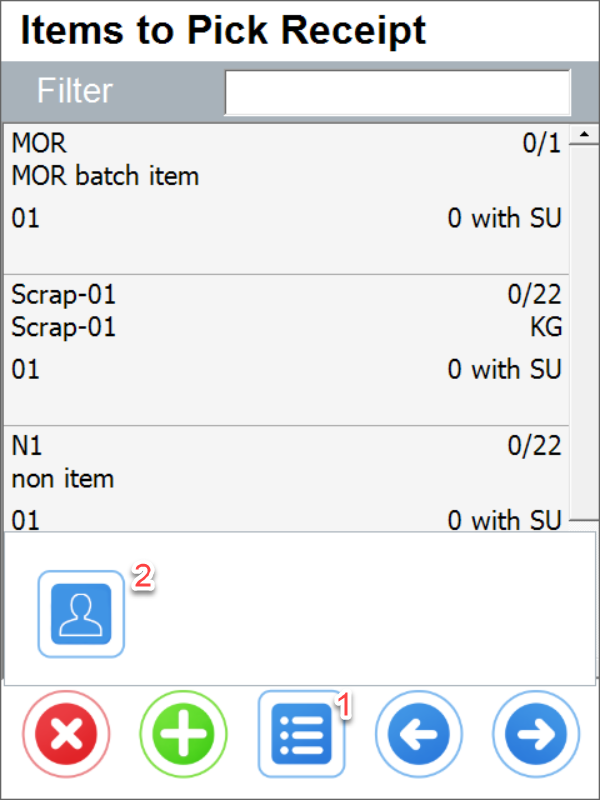 Items to Pick Receipt
Filter
MOR 0/1
MOR batch item
01 0 with SU
Scrap-01 0/22
Scrap-01 KG
01 0 with SU
N1 0/22
non item
01 0 with SU
2
1